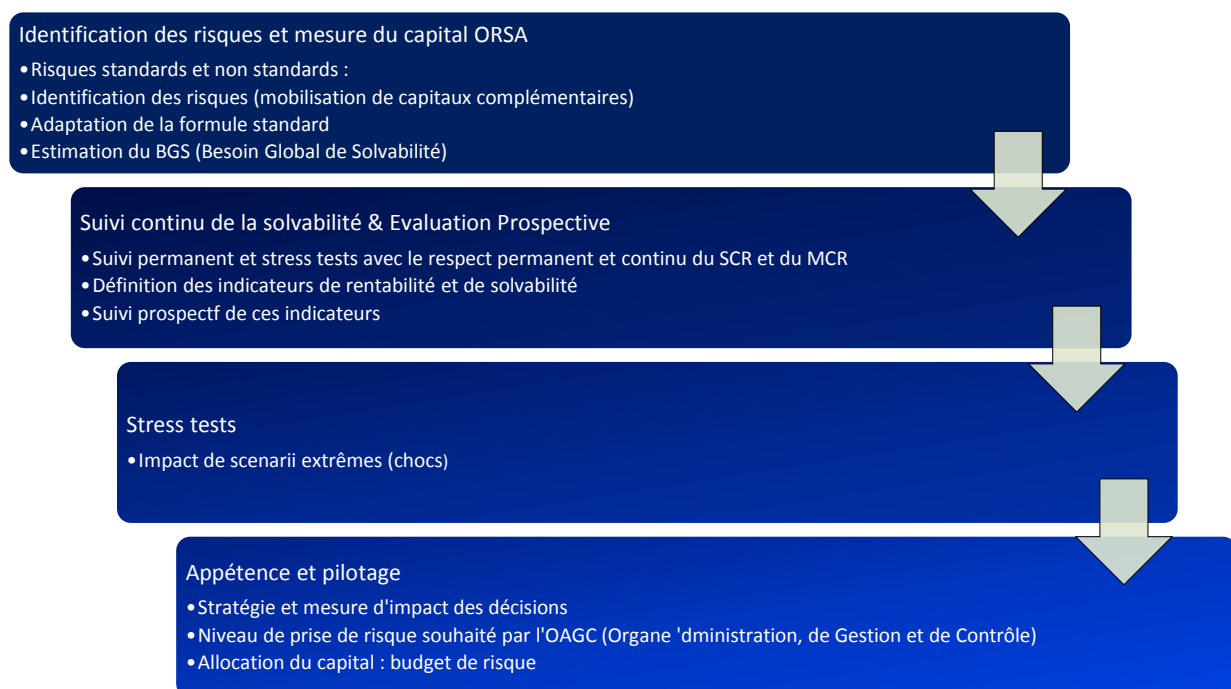 Identification des risques et mesure du capital ORSA
•Risques standards et non standards :
•Identification des risques (mobilisation de capitaux complémentaires)
•Adaptation de la formule standard
•Estimation du BGS (Besoin Global de Solvabilité)
Suivi continu de la solvabilité & Evaluation Prospective
•Suivi permanent et stress tests avec le respect permanent et continu du SCR et du MCR
•Définition des indicateurs de rentabilité et de solvabilité
•Suivi prospectf de ces indicateurs
Stress tests
•Impact de scenarii extrêmes (chocs)
Appétence et pilotage
•Stratégie et mesure d'impact des décisions
•Niveau de prise de risque souhaité par l'OAGC (Organe 'dministration, de Gestion et de Contrôle)
•Allocation du capital : budget de risque